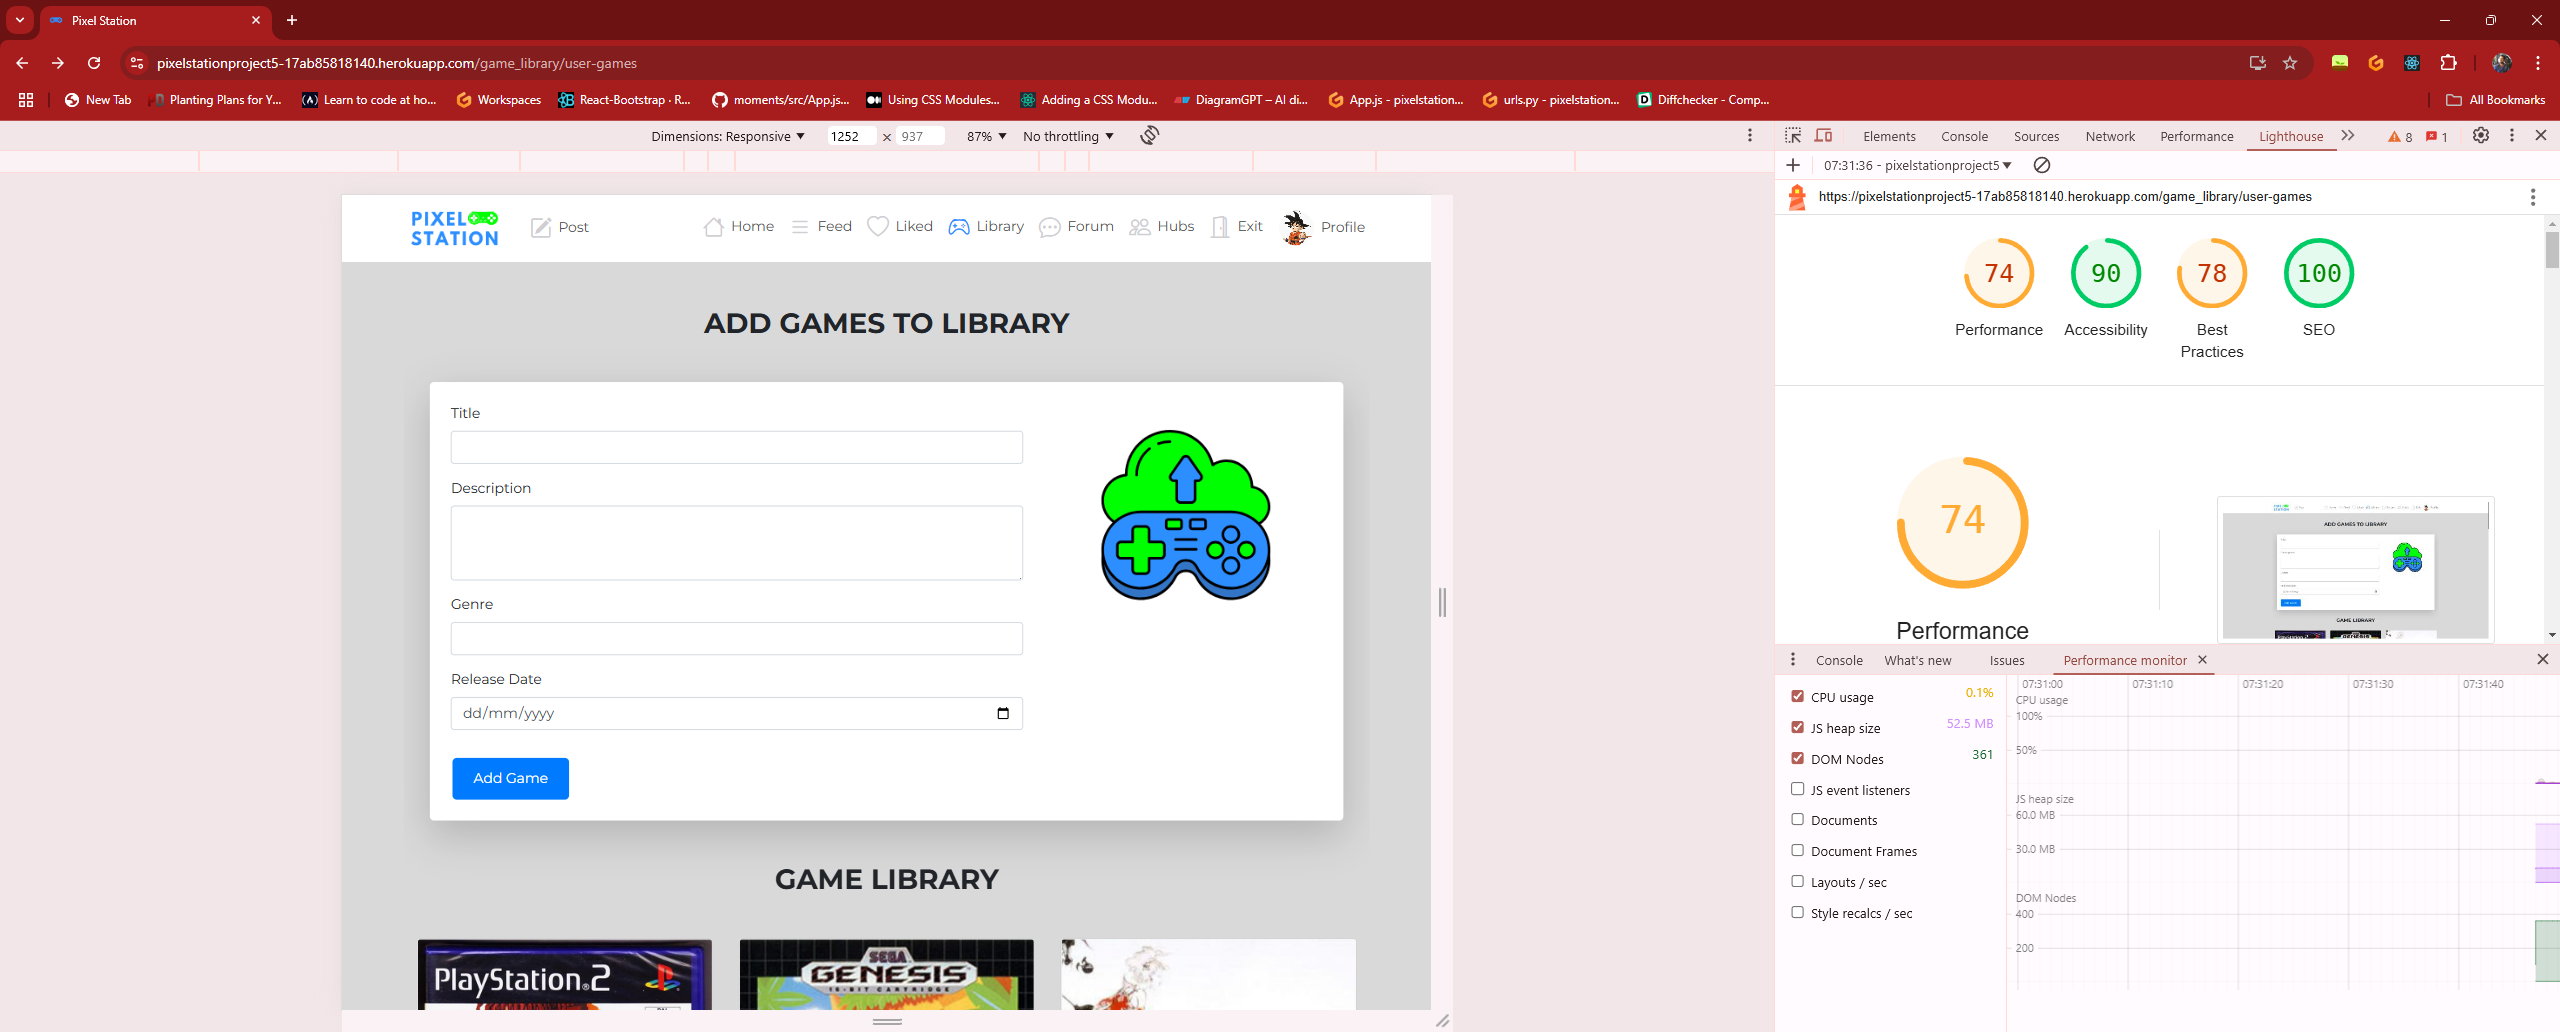 Pixel Station
pixelstationproject5-17ab85818140.herokuapp.com/game_library/user-games
New Tab
Planting Plans for Y...
Learn to code at ho...
Workspaces
React-Bootstrap · R...
moments/src/App.js...
Using CSS Modules...
Adding a CSS Modu...
DiagramGPT – AI di...
App.js - pixelstation...
urls.py - pixelstation...
Diffchecker - Comp...
All Bookmarks
Dimensions: Responsive
1252 × 937
87%
No throttling
Elements
Console
Sources
Network
Performance
Lighthouse
8
1
07:31:36 - pixelstationproject5
https://pixelstationproject5-17ab85818140.herokuapp.com/game_library/user-games
PIXEL
STATION
Post
Home
Feed
Liked
Library
Forum
Hubs
Exit
Profile
ADD GAMES TO LIBRARY
Title
Description
Genre
Release Date
dd/mm/yyyy
Add Game
GAME LIBRARY
PlayStation.2
SEGA
GENESIS
16-BIT CARTRIDGE
74
90
78
100
Performance
Accessibility
Best
Practices
SEO
74
Performance
ADD GAMES TO LIBRARY
GAME LIBRARY
Console
What's new
Issues
Performance monitor
CPU usage
0.1%
JS heap size
52.5 MB
DOM Nodes
361
JS event listeners
Documents
Document Frames
Layouts / sec
Style recalcs / sec
07:31:00
07:31:10
07:31:20
07:31:30
07:31:40
CPU usage
100%
50%
JS heap size
60.0 MB
30.0 MB
DOM Nodes
400
200